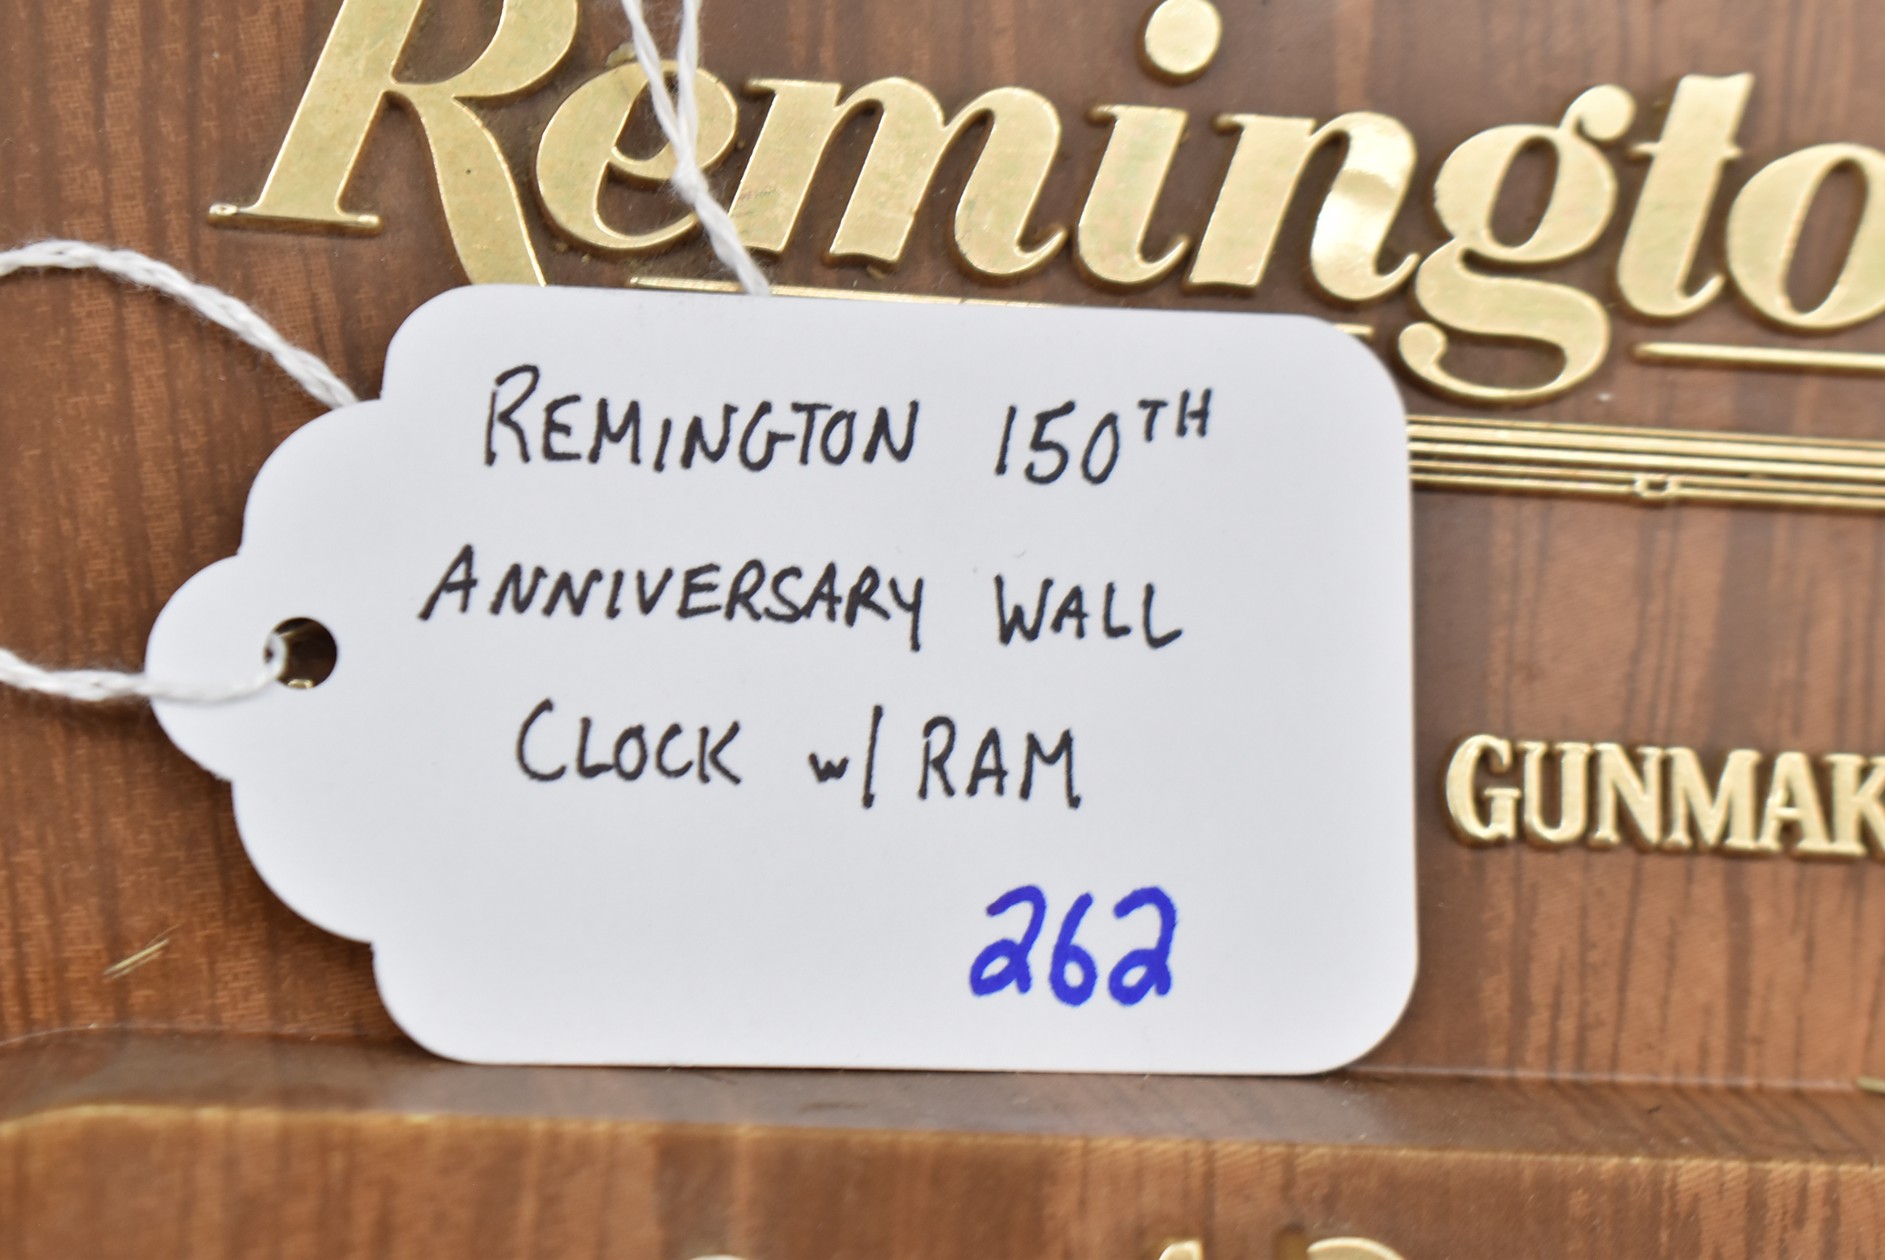 Remingto
REMINGTON 150TH
ANNIVERSARY WALL
CLOCK w/ RAM
262
GUNMAK